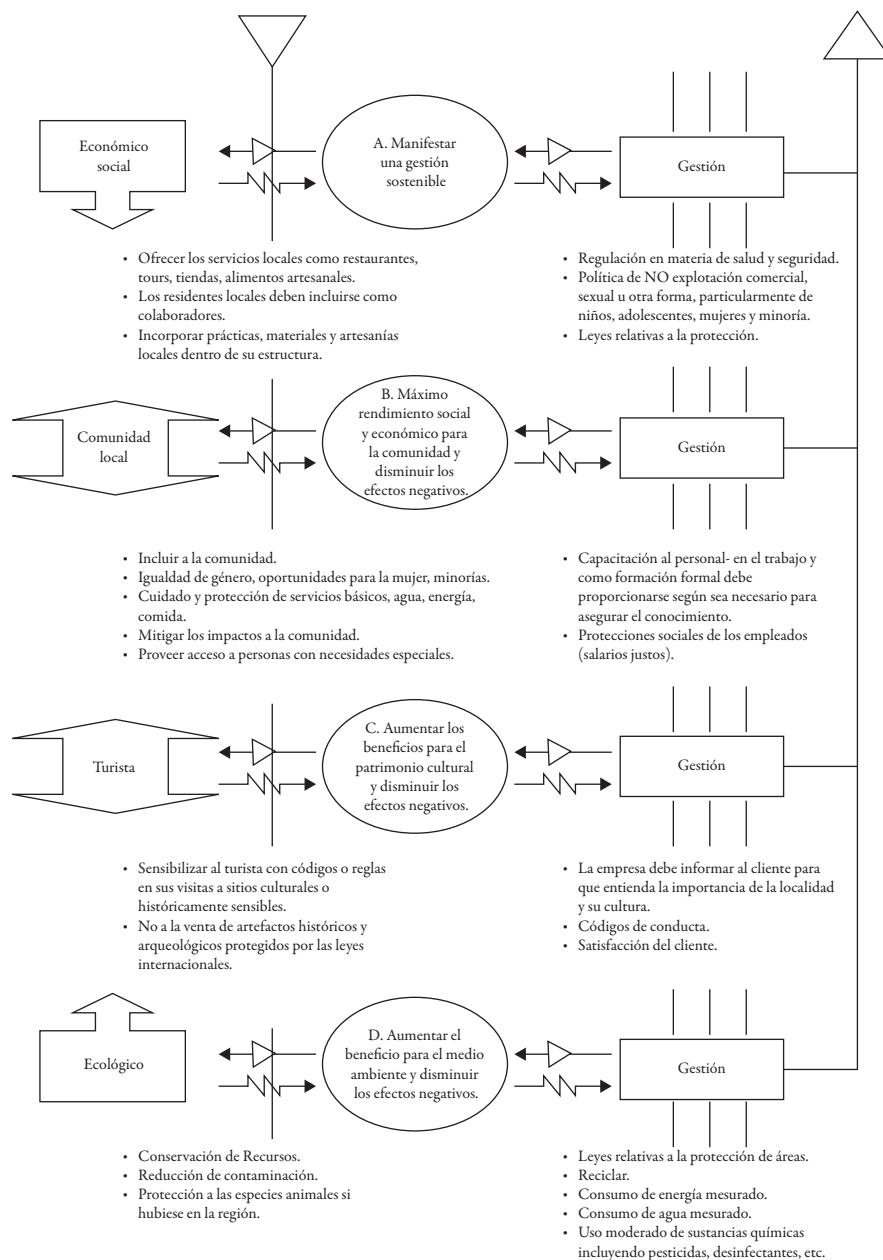 Económico
social
A. Manifestar
una gestión
sostenible
Gestión
• Ofrecer los servicios locales como restaurantes,
tours, tiendas, alimentos artesanales.
• Los residentes locales deben incluirse como
colaboradores.
• Incorporar prácticas, materiales y artesanías
locales dentro de su estructura.
• Regulación en materia de salud y seguridad.
• Política de NO explotación comercial,
sexual u otra forma, particularmente de
niños, adolescentes, mujeres y minoría.
• Leyes relativas a la protección.
Comunidad
local
B. Máximo
rendimiento social
y económico para
la comunidad y
disminuir los
efectos negativos.
Gestión
• Incluir a la comunidad.
• Igualdad de género, oportunidades para la mujer, minorías.
• Cuidado y protección de servicios básicos, agua, energía,
comida.
• Mitigar los impactos a la comunidad.
• Proveer acceso a personas con necesidades especiales.
• Capacitación al personal- en el trabajo y
como formación formal debe
proporcionarse según sea necesario para
asegurar el conocimiento.
• Protecciones sociales de los empleados
(salarios justos).
Turista
C. Aumentar los
beneficios para el
patrimonio cultural
y disminuir los
efectos negativos.
Gestión
• Sensibilizar al turista con códigos o reglas
en sus visitas a sitios culturales o
históricamente sensibles.
• No a la venta de artefactos históricos y
arqueológicos protegidos por las leyes
internacionales.
• La empresa debe informar al cliente para
que entienda la importancia de la localidad
y su cultura.
• Códigos de conducta.
• Satisfacción del cliente.
Ecológico
D. Aumentar el
beneficio para el medio
ambiente y disminuir
los efectos negativos.
Gestión
• Conservación de Recursos.
• Reducción de contaminación.
• Protección a las especies animales si
hubiese en la región.
• Leyes relativas a la protección de áreas.
• Reciclar.
• Consumo de energía mesurado.
• Consumo de agua mesurado.
• Uso moderado de sustancias químicas
incluyendo pesticidas, desinfectantes, etc.